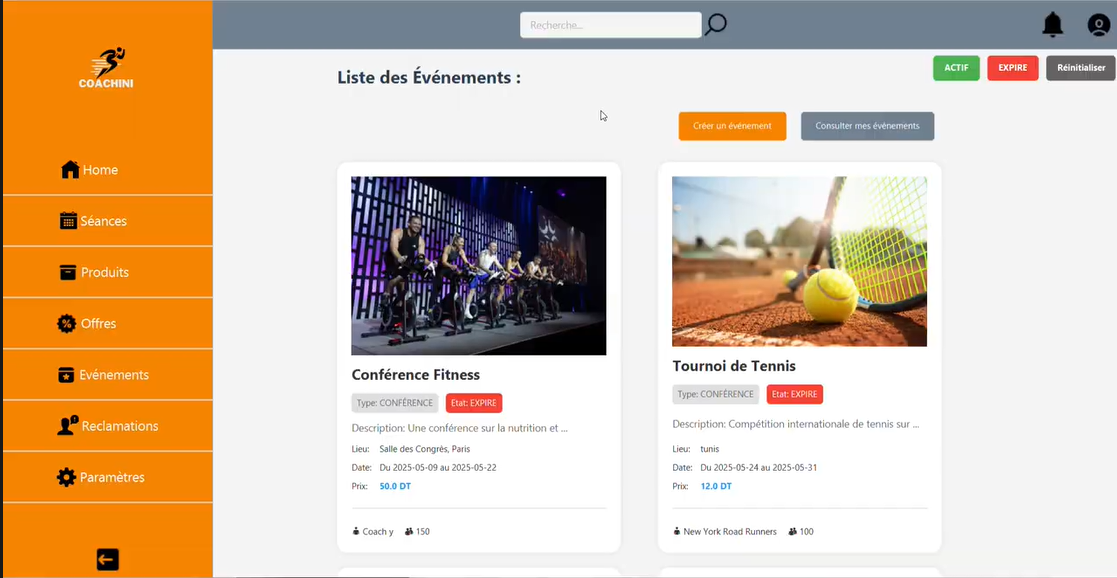 COACHINI
Home
Séances
Produits
Offres
Evénements
Reclamations
Paramètres
Recherche...
Liste des Événements :
ACTIF
EXPIRE
Réinitialiser
Créer un événement
Consulter mes événements
Conférence Fitness
Type: CONFÉRENCE
Etat: EXPIRE
Description: Une conférence sur la nutrition et ...
Lieu: Salle des Congrés, Paris
Date: Du 2025-05-09 au 2025-05-22
Prix: 50.0 DT
Coach y 150
Tournoi de Tennis
Type: CONFÉRENCE
Etat: EXPIRE
Description: Compétition internationale de tennis sur ...
Lieu: tunis
Date: Du 2025-05-24 au 2025-05-31
Prix: 12.0 DT
New York Road Runners 100